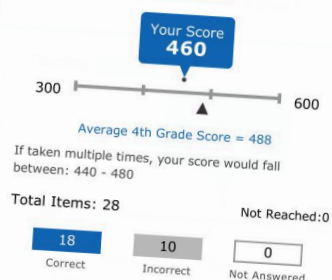 Your Score
460
300
600
Average 4th Grade Score = 488
If taken multiple times, your score would fall
between: 440 - 480
Total Items: 28
Not Reached:0
18
10
0
Correct
Incorrect
Not Answered